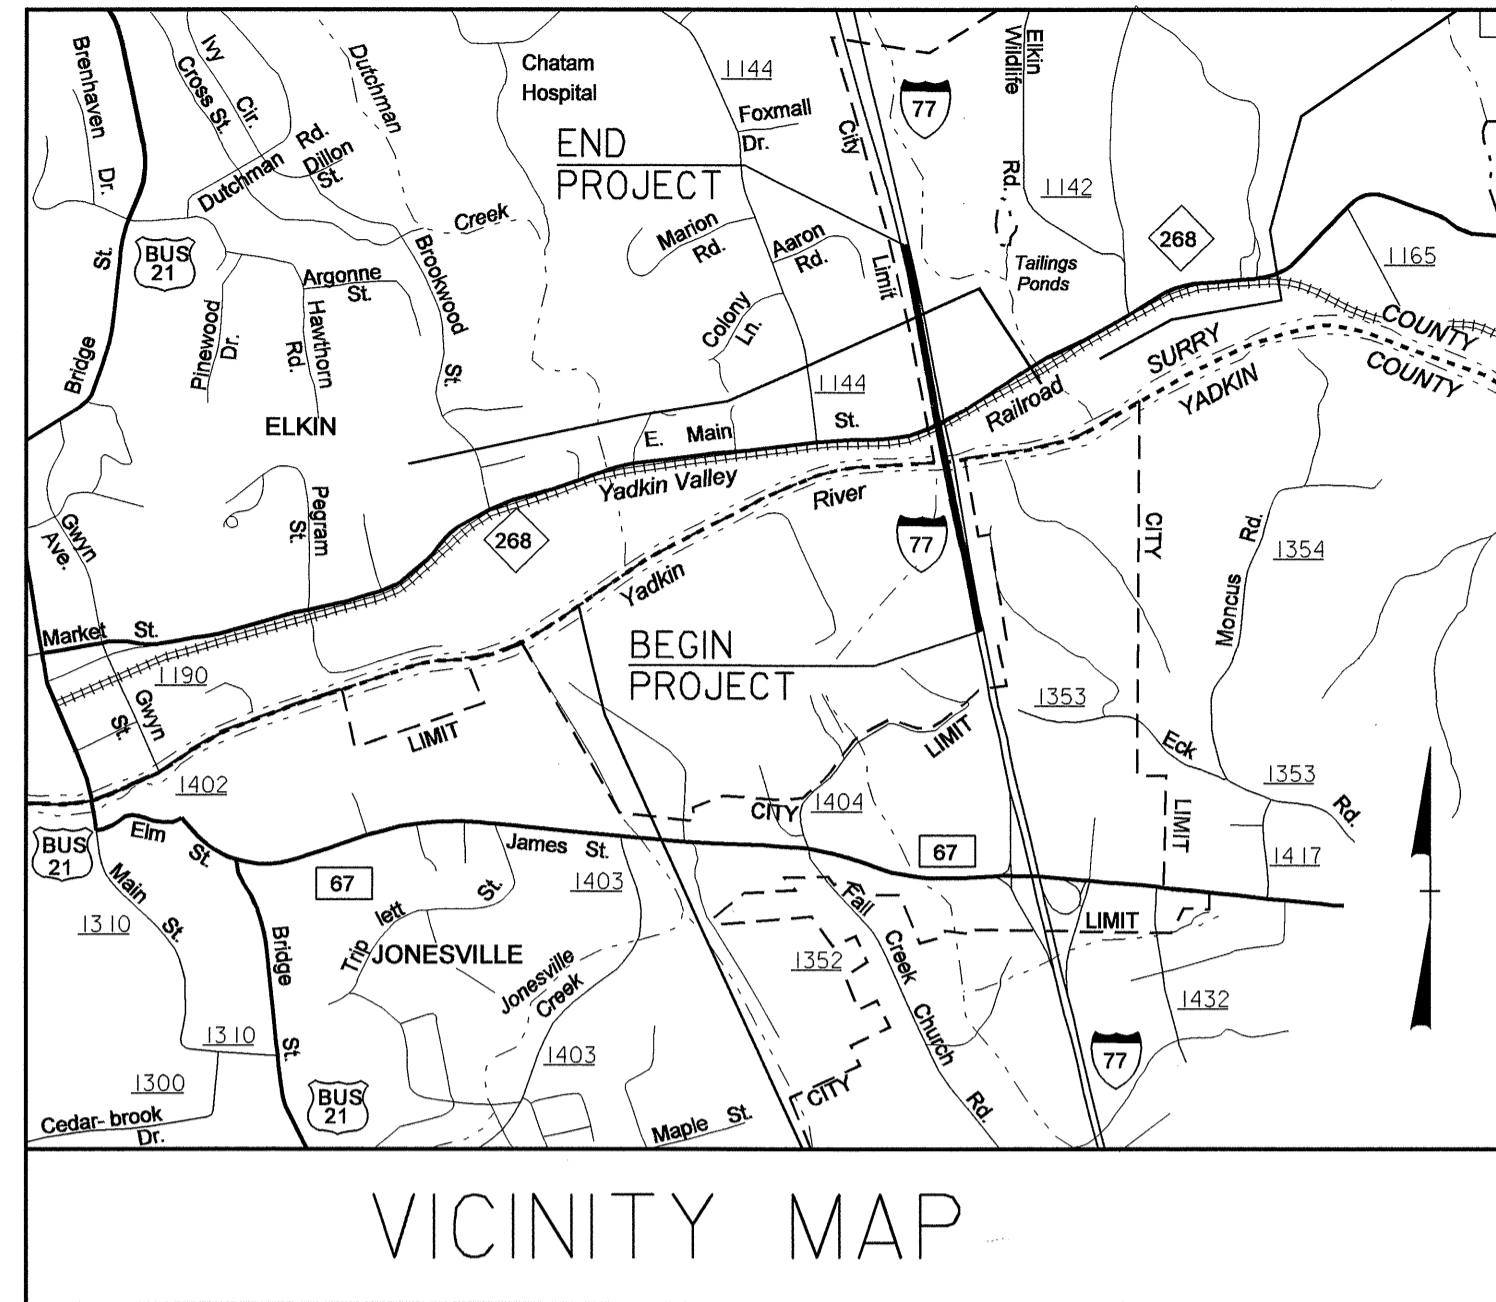 Brenhaven
Dr.
Ivy
Cir.
Cross St.
Dutchman
Chatam
Hospital
1144
Foxmall
Dr.
City
Limit
77
Elkin
Wildlife
Rd.
1142
END
PROJECT
Dutchman Rd.
Dillon
St.
Creek
Marion
Rd.
Aaron
Rd.
268
1165
Tailings
Ponds
St.
BUS
21
Argonne
St.
Brookwood
St.
Colony
Ln.
Bridge
Pinewood
Dr.
Hawthorn
Rd.
ELKIN
1144
E. Main St.
Railroad
SURRY COUNTY
YADKIN COUNTY
Yadkin Valley
River
Pegram
St.
Gwyn
Ave.
268
77
CITY
Moncus Rd.
1354
Yadkin
Market St.
1190
Gwyn
St.
BEGIN
PROJECT
LIMIT
LIMIT
1353
Eck
1353
Rd.
1402
CITY
1404
LIMIT
BUS
21
Elm
St.
James St.
67
67
1403
1417
Main
St.
1310
Trip lett St.
JONESVILLE
Bridge
St.
Jonesville
Creek
Fall
Creek
Church
Rd.
LIMIT
1352
1432
1310
1403
77
1300
BUS
21
CITY
Cedar- brook
Dr.
Maple St.
VICINITY MAP